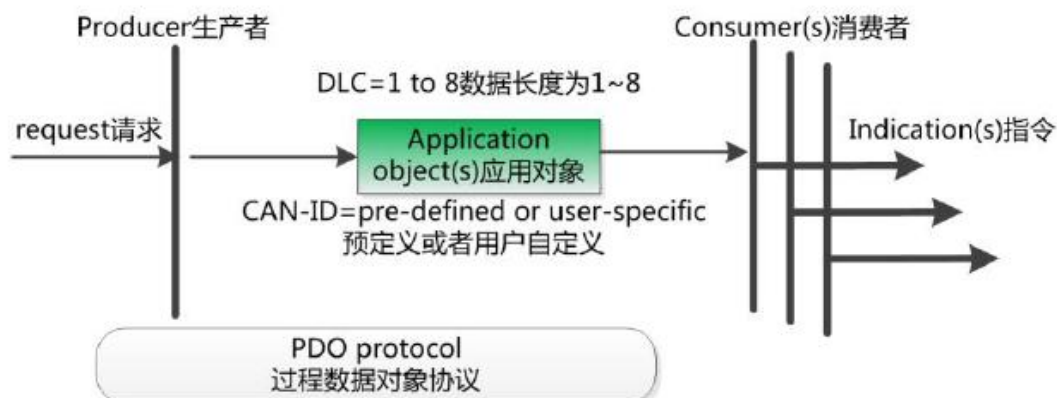 Producer生产者
Consumer(s)消费者
DLC=1 to 8数据长度为1~8
request请求
Application
object(s)应用对象
Indication(s)指令
CAN-ID=pre-defined or user-specific
预定义或者用户自定义
PDO protocol
过程数据对象协议